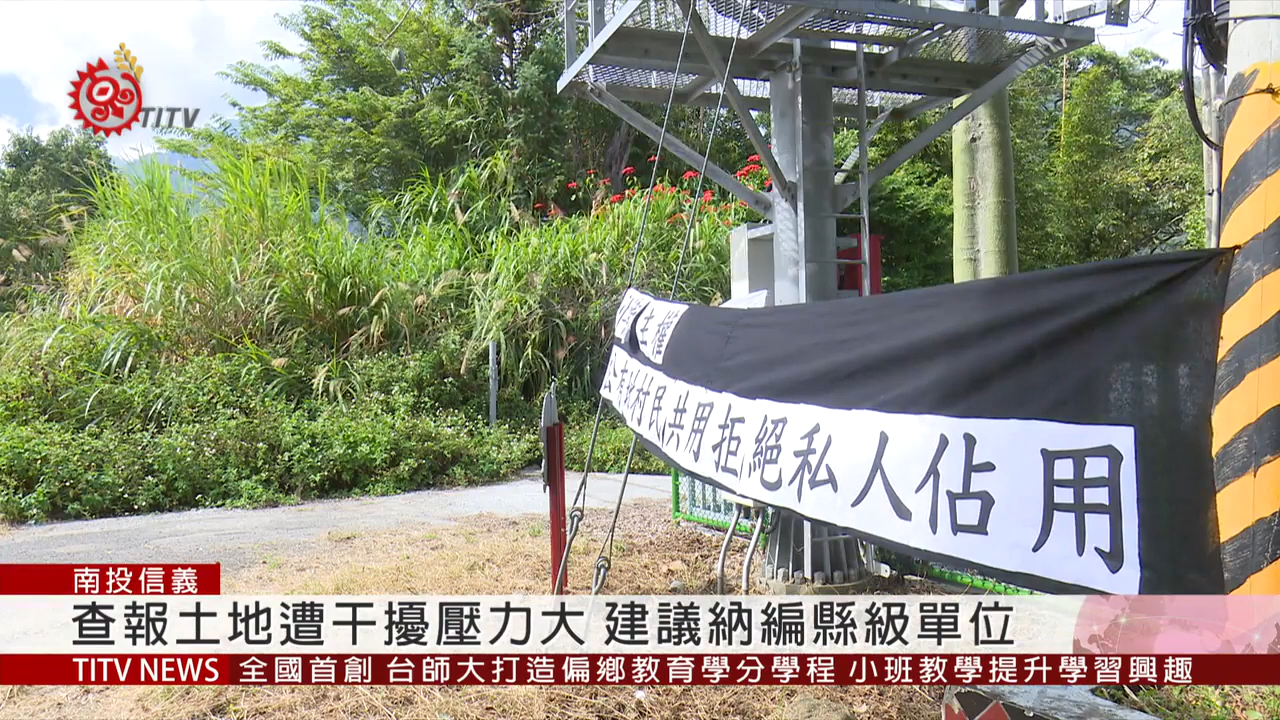 TITV
主權
公有地村民共用拒絕私人佔用
南投信義
查報土地遭干擾壓力大 建議納編縣級單位
TITV NEWS 全國首創 台師大打造偏鄉教育學分學程 小班教學提升學習興趣